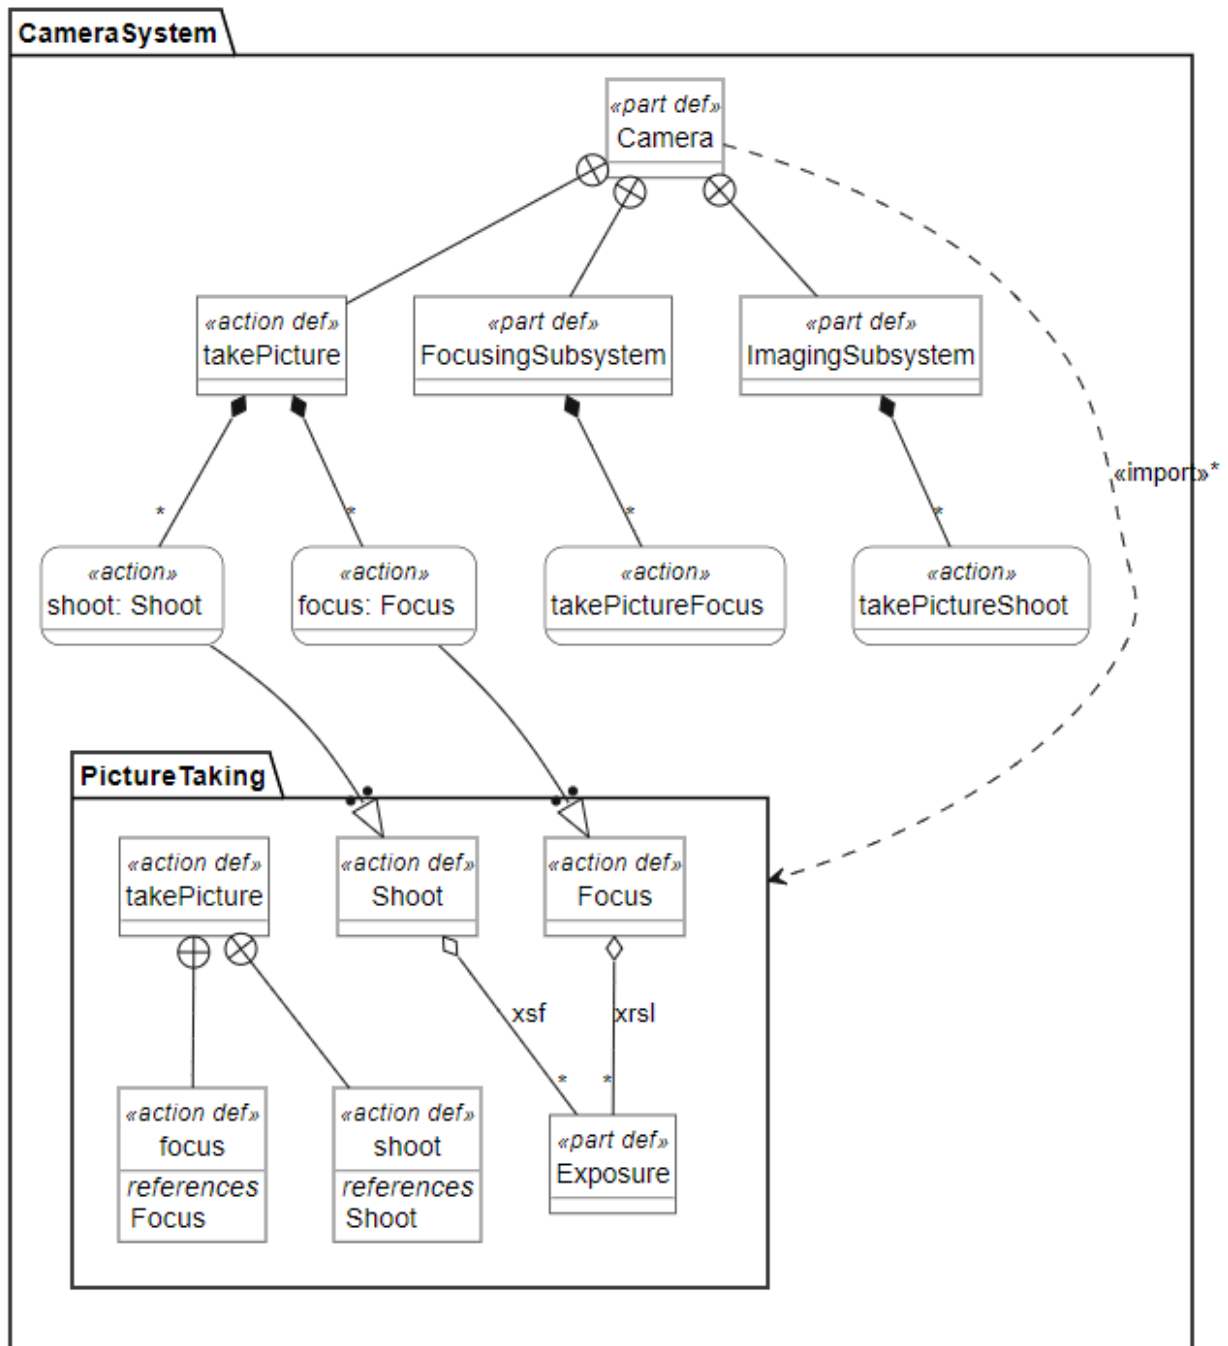 CameraSystem
«part def»
Camera
«action def»
takePicture
«part def»
FocusingSubsystem
«part def»
ImagingSubsystem
«import»*
*
*
*
*
«action»
shoot: Shoot
«action»
focus: Focus
«action»
takePictureFocus
«action»
takePictureShoot
PictureTaking
«action def»
takePicture
«action def»
Shoot
«action def»
Focus
xsf
xrsl
*
*
«action def»
focus
references
Focus
«action def»
shoot
references
Shoot
«part def»
Exposure